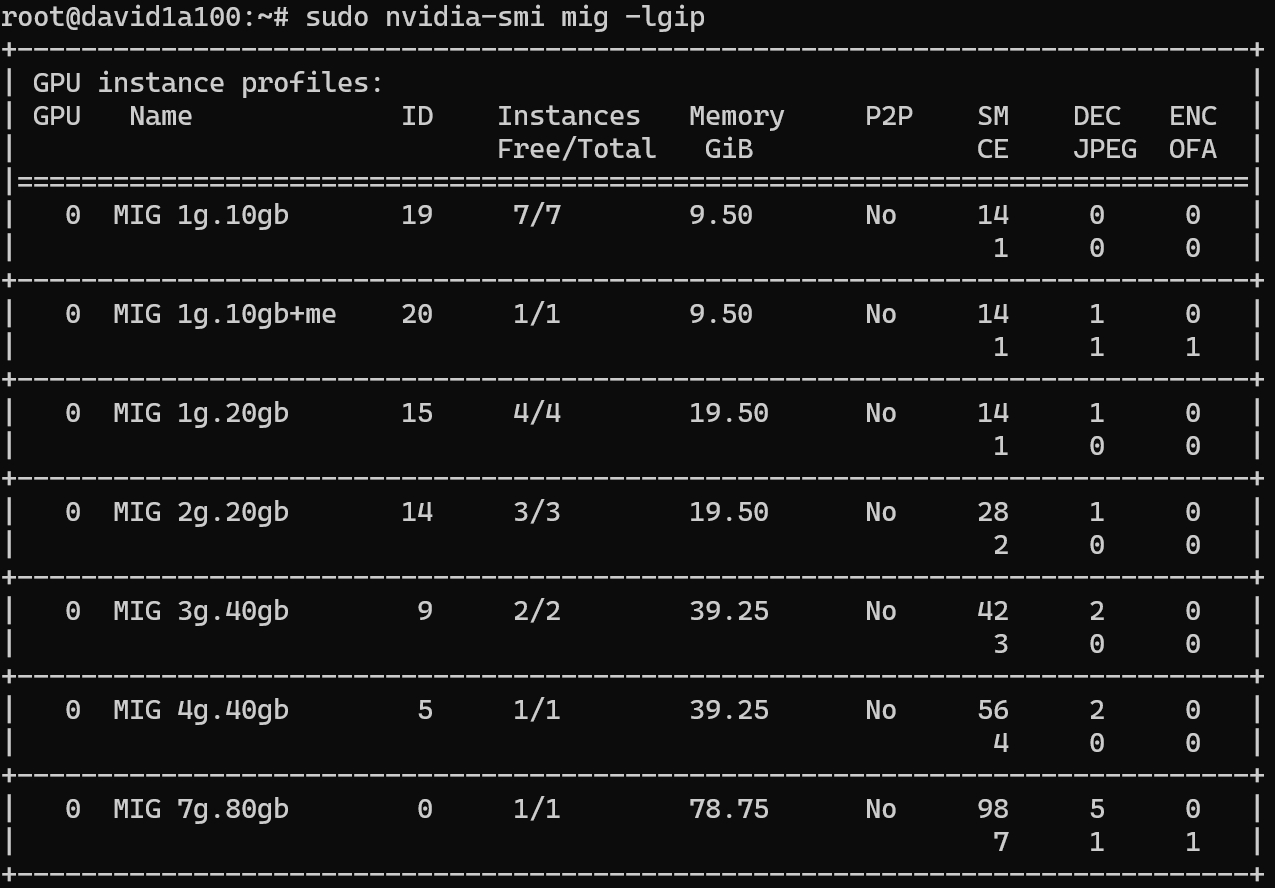 root@david1a100:~# sudo nvidia-smi mig -lgip
+-----------------------------------------------------------------------------+
| GPU instance profiles:                                                      |
| GPU   Name             ID    Instances   Memory     P2P    SM    DEC   ENC  |
|                              Free/Total   GiB              CE    JPEG  OFA  |
|=============================================================================|
|   0  MIG 1g.10gb       19     7/7        9.50       No     14     0     0   |
|                                                             1     0     0   |
+-----------------------------------------------------------------------------+
|   0  MIG 1g.10gb+me    20     1/1        9.50       No     14     1     0   |
|                                                             1     1     1   |
+-----------------------------------------------------------------------------+
|   0  MIG 1g.20gb       15     4/4        19.50      No     14     1     0   |
|                                                             1     0     0   |
+-----------------------------------------------------------------------------+
|   0  MIG 2g.20gb       14     3/3        19.50      No     28     1     0   |
|                                                             2     0     0   |
+-----------------------------------------------------------------------------+
|   0  MIG 3g.40gb        9     2/2        39.25      No     42     2     0   |
|                                                             3     0     0   |
+-----------------------------------------------------------------------------+
|   0  MIG 4g.40gb        5     1/1        39.25      No     56     2     0   |
|                                                             4     0     0   |
+-----------------------------------------------------------------------------+
|   0  MIG 7g.80gb        0     1/1        78.75      No     98     5     0   |
|                                                             7     1     1   |
+-----------------------------------------------------------------------------+